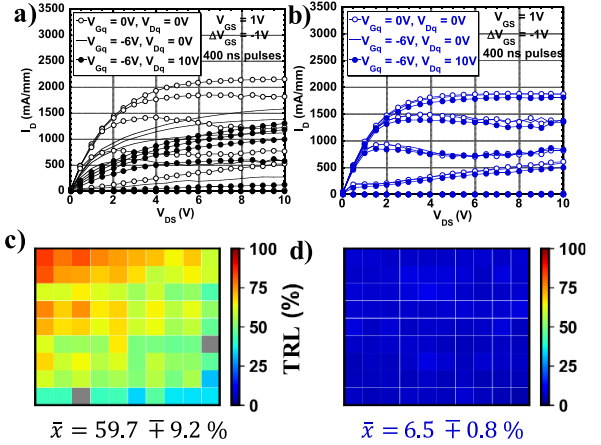 a)
V_Gq = 0V, V_Dq = 0V
V_Gq = -6V, V_Dq = 0V
V_Gq = -6V, V_Dq = 10V
V_GS = 1V
ΔV_GS = -1V
400 ns pulses
I_D (mA/mm)
3500
3000
2500
2000
1500
1000
500
0
0 2 4 6 8 10
V_DS (V)
b)
V_Gq = 0V, V_Dq = 0V
V_Gq = -6V, V_Dq = 0V
V_Gq = -6V, V_Dq = 10V
V_GS = 1V
ΔV_GS = -1V
400 ns pulses
I_D (mA/mm)
3500
3000
2500
2000
1500
1000
500
0
0 2 4 6 8 10
V_DS (V)
c)
100
75
50
25
0
TRL (%)
x̄ = 59.7 ∓ 9.2 %
d)
100
75
50
25
0
x̄ = 6.5 ∓ 0.8 %